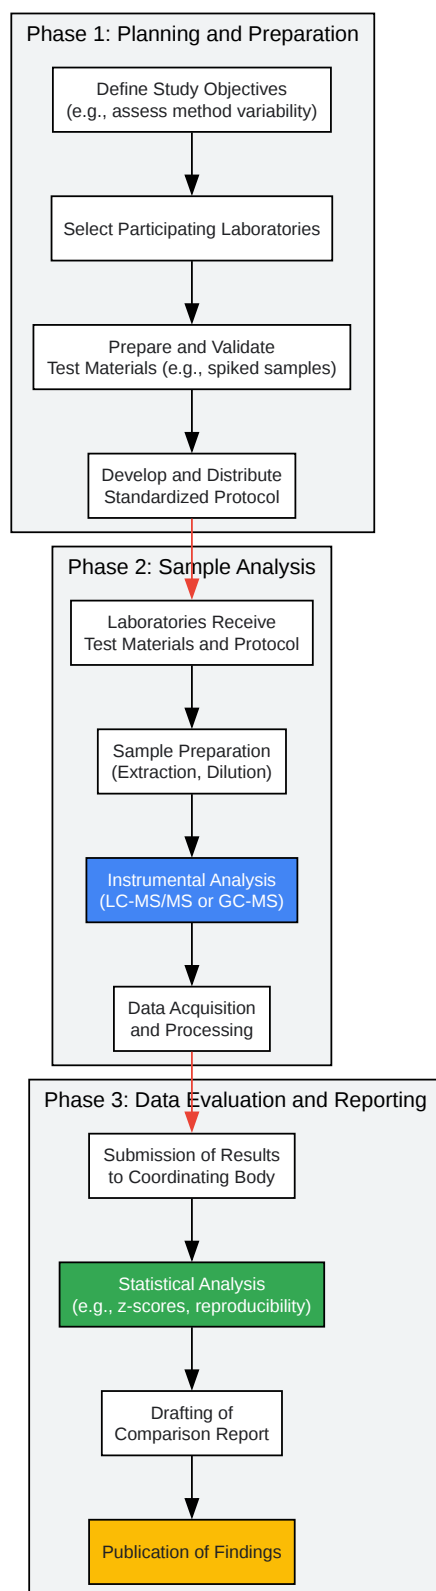 Phase 1: Planning and Preparation
Define Study Objectives
(e.g., assess method variability)
Select Participating Laboratories
Prepare and Validate
Test Materials (e.g., spiked samples)
Develop and Distribute
Standardized Protocol
Phase 2: Sample Analysis
Laboratories Receive
Test Materials and Protocol
Sample Preparation
(Extraction, Dilution)
Instrumental Analysis
(LC-MS/MS or GC-MS)
Data Acquisition
and Processing
Phase 3: Data Evaluation and Reporting
Submission of Results
to Coordinating Body
Statistical Analysis
(e.g., z-scores, reproducibility)
Drafting of
Comparison Report
Publication of Findings